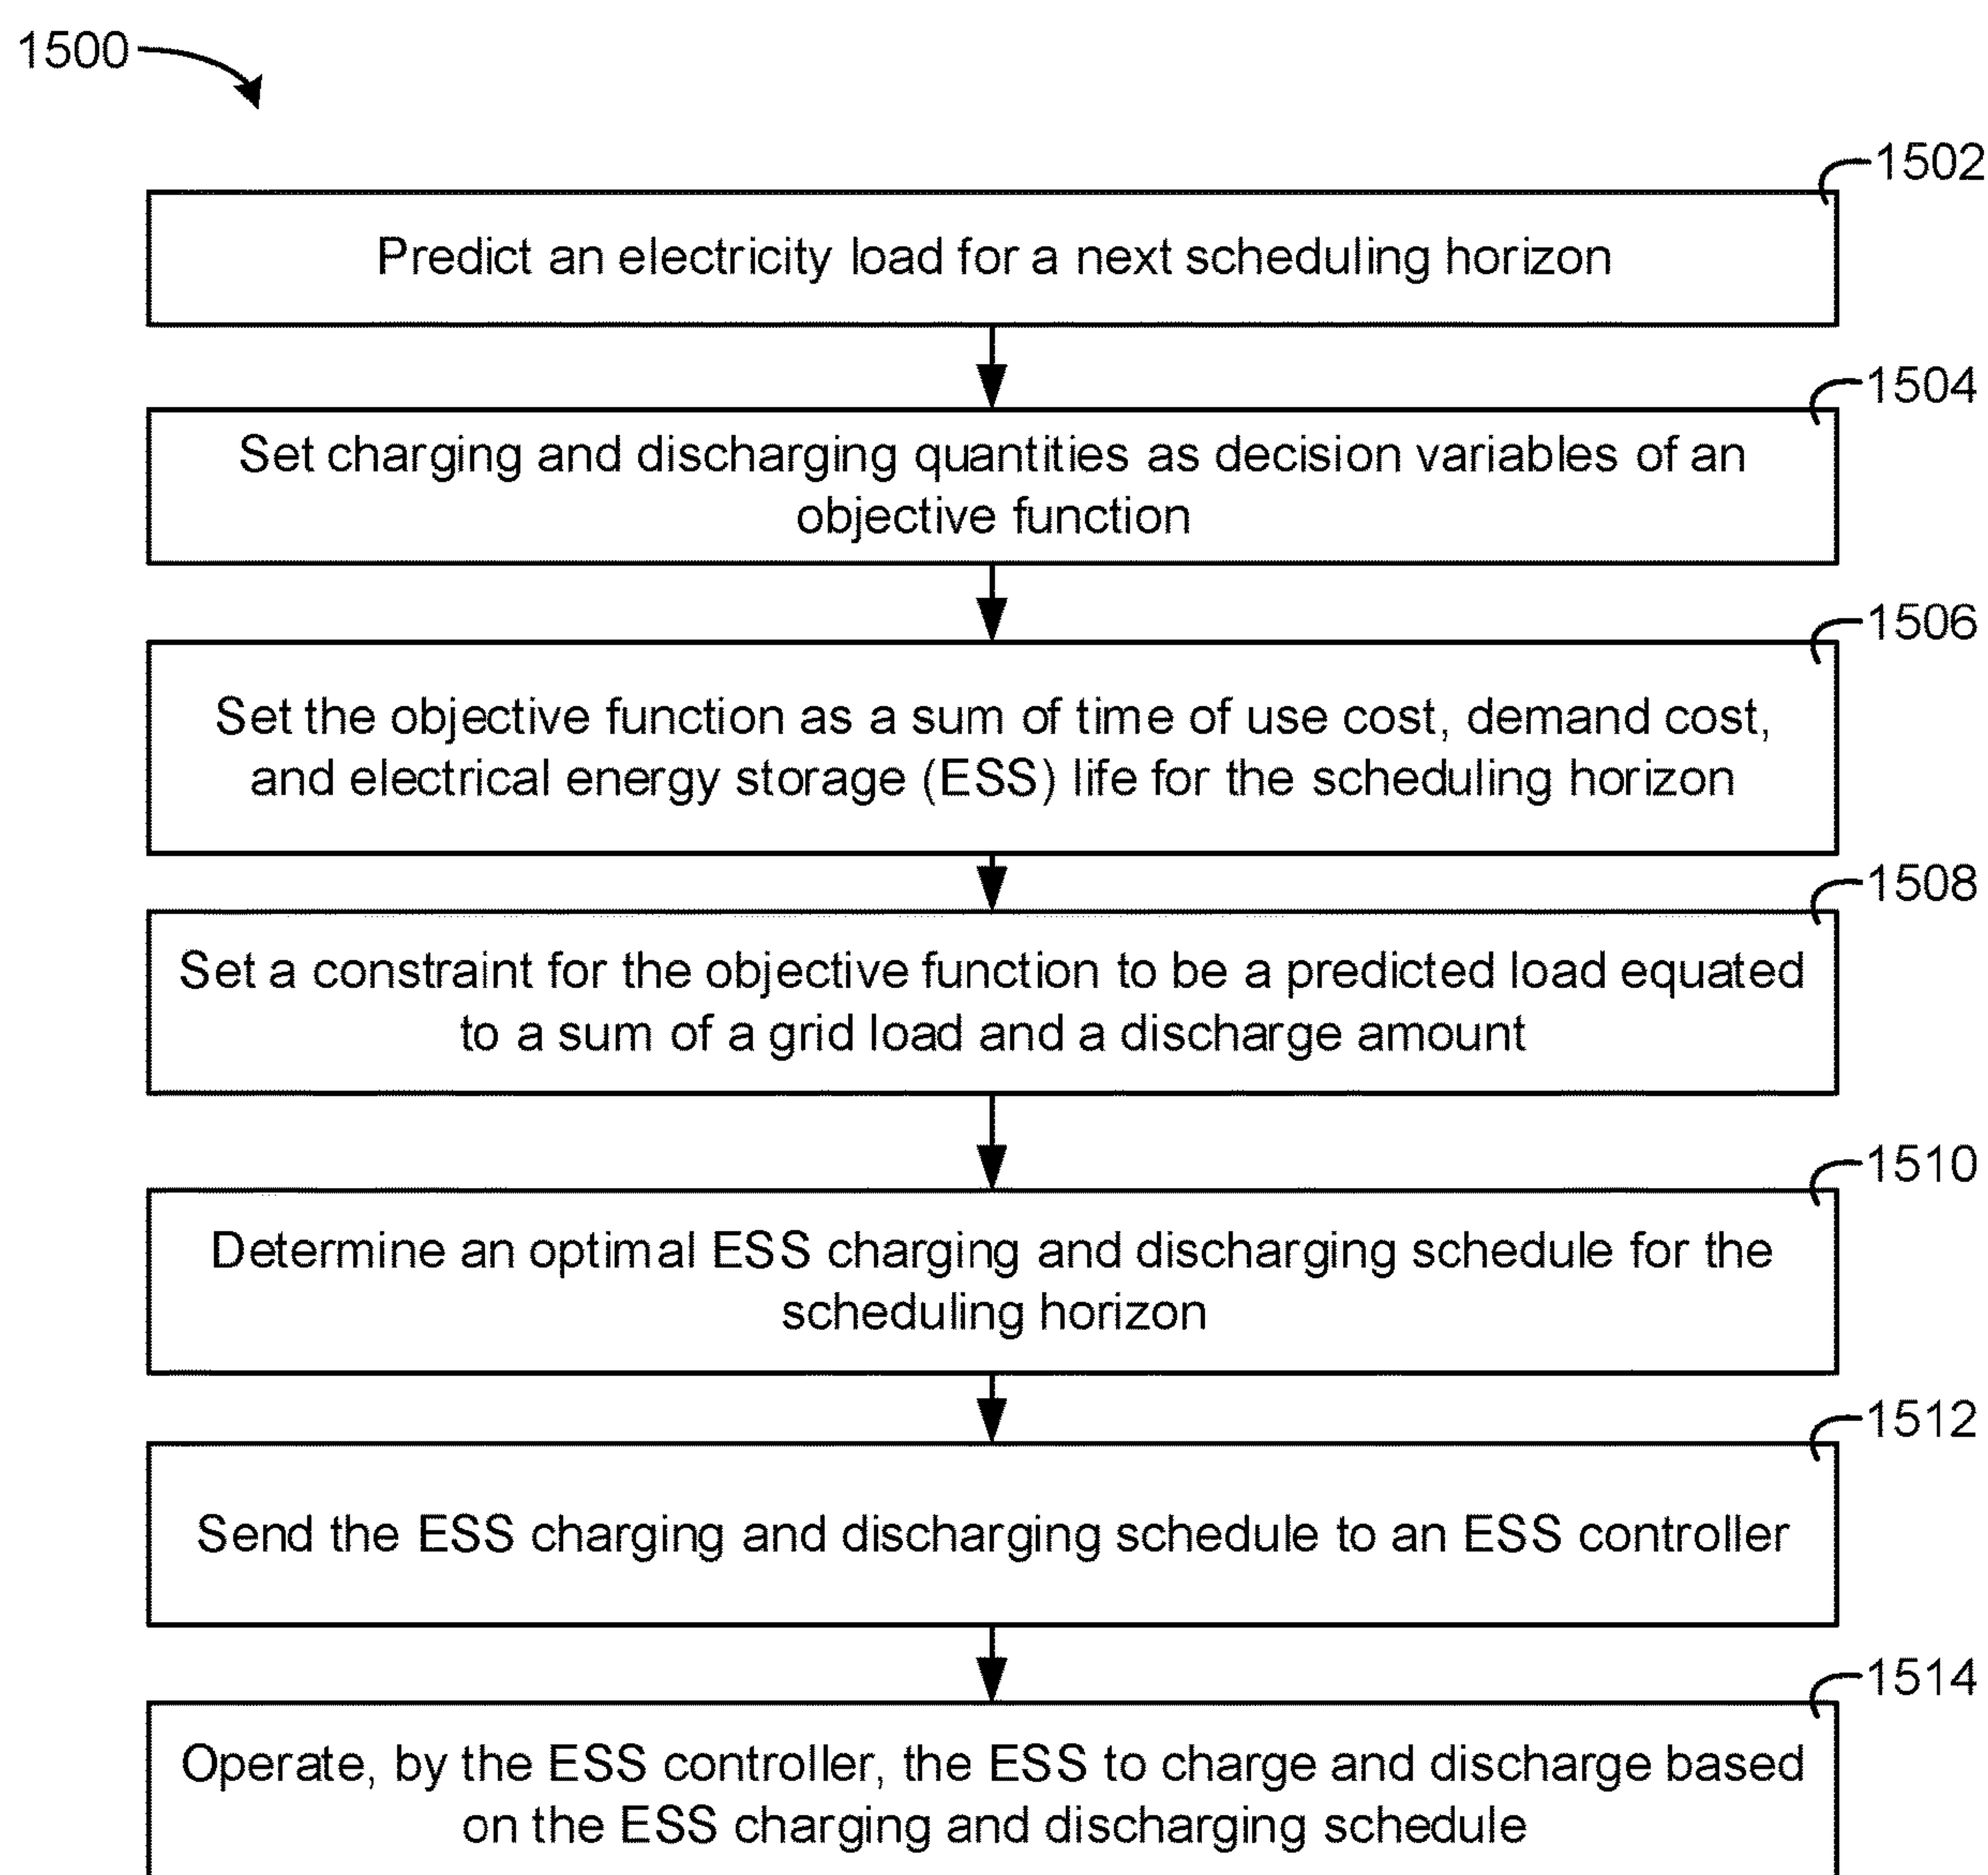 1500
1502
Predict an electricity load for a next scheduling horizon
1504
Set charging and discharging quantities as decision variables of an
objective function
1506
Set the objective function as a sum of time of use cost, demand cost,
and electrical energy storage (ESS) life for the scheduling horizon
1508
Set a constraint for the objective function to be a predicted load equated
to a sum of a grid load and a discharge amount
1510
Determine an optimal ESS charging and discharging schedule for the
scheduling horizon
1512
Send the ESS charging and discharging schedule to an ESS controller
1514
Operate, by the ESS controller, the ESS to charge and discharge based
on the ESS charging and discharging schedule